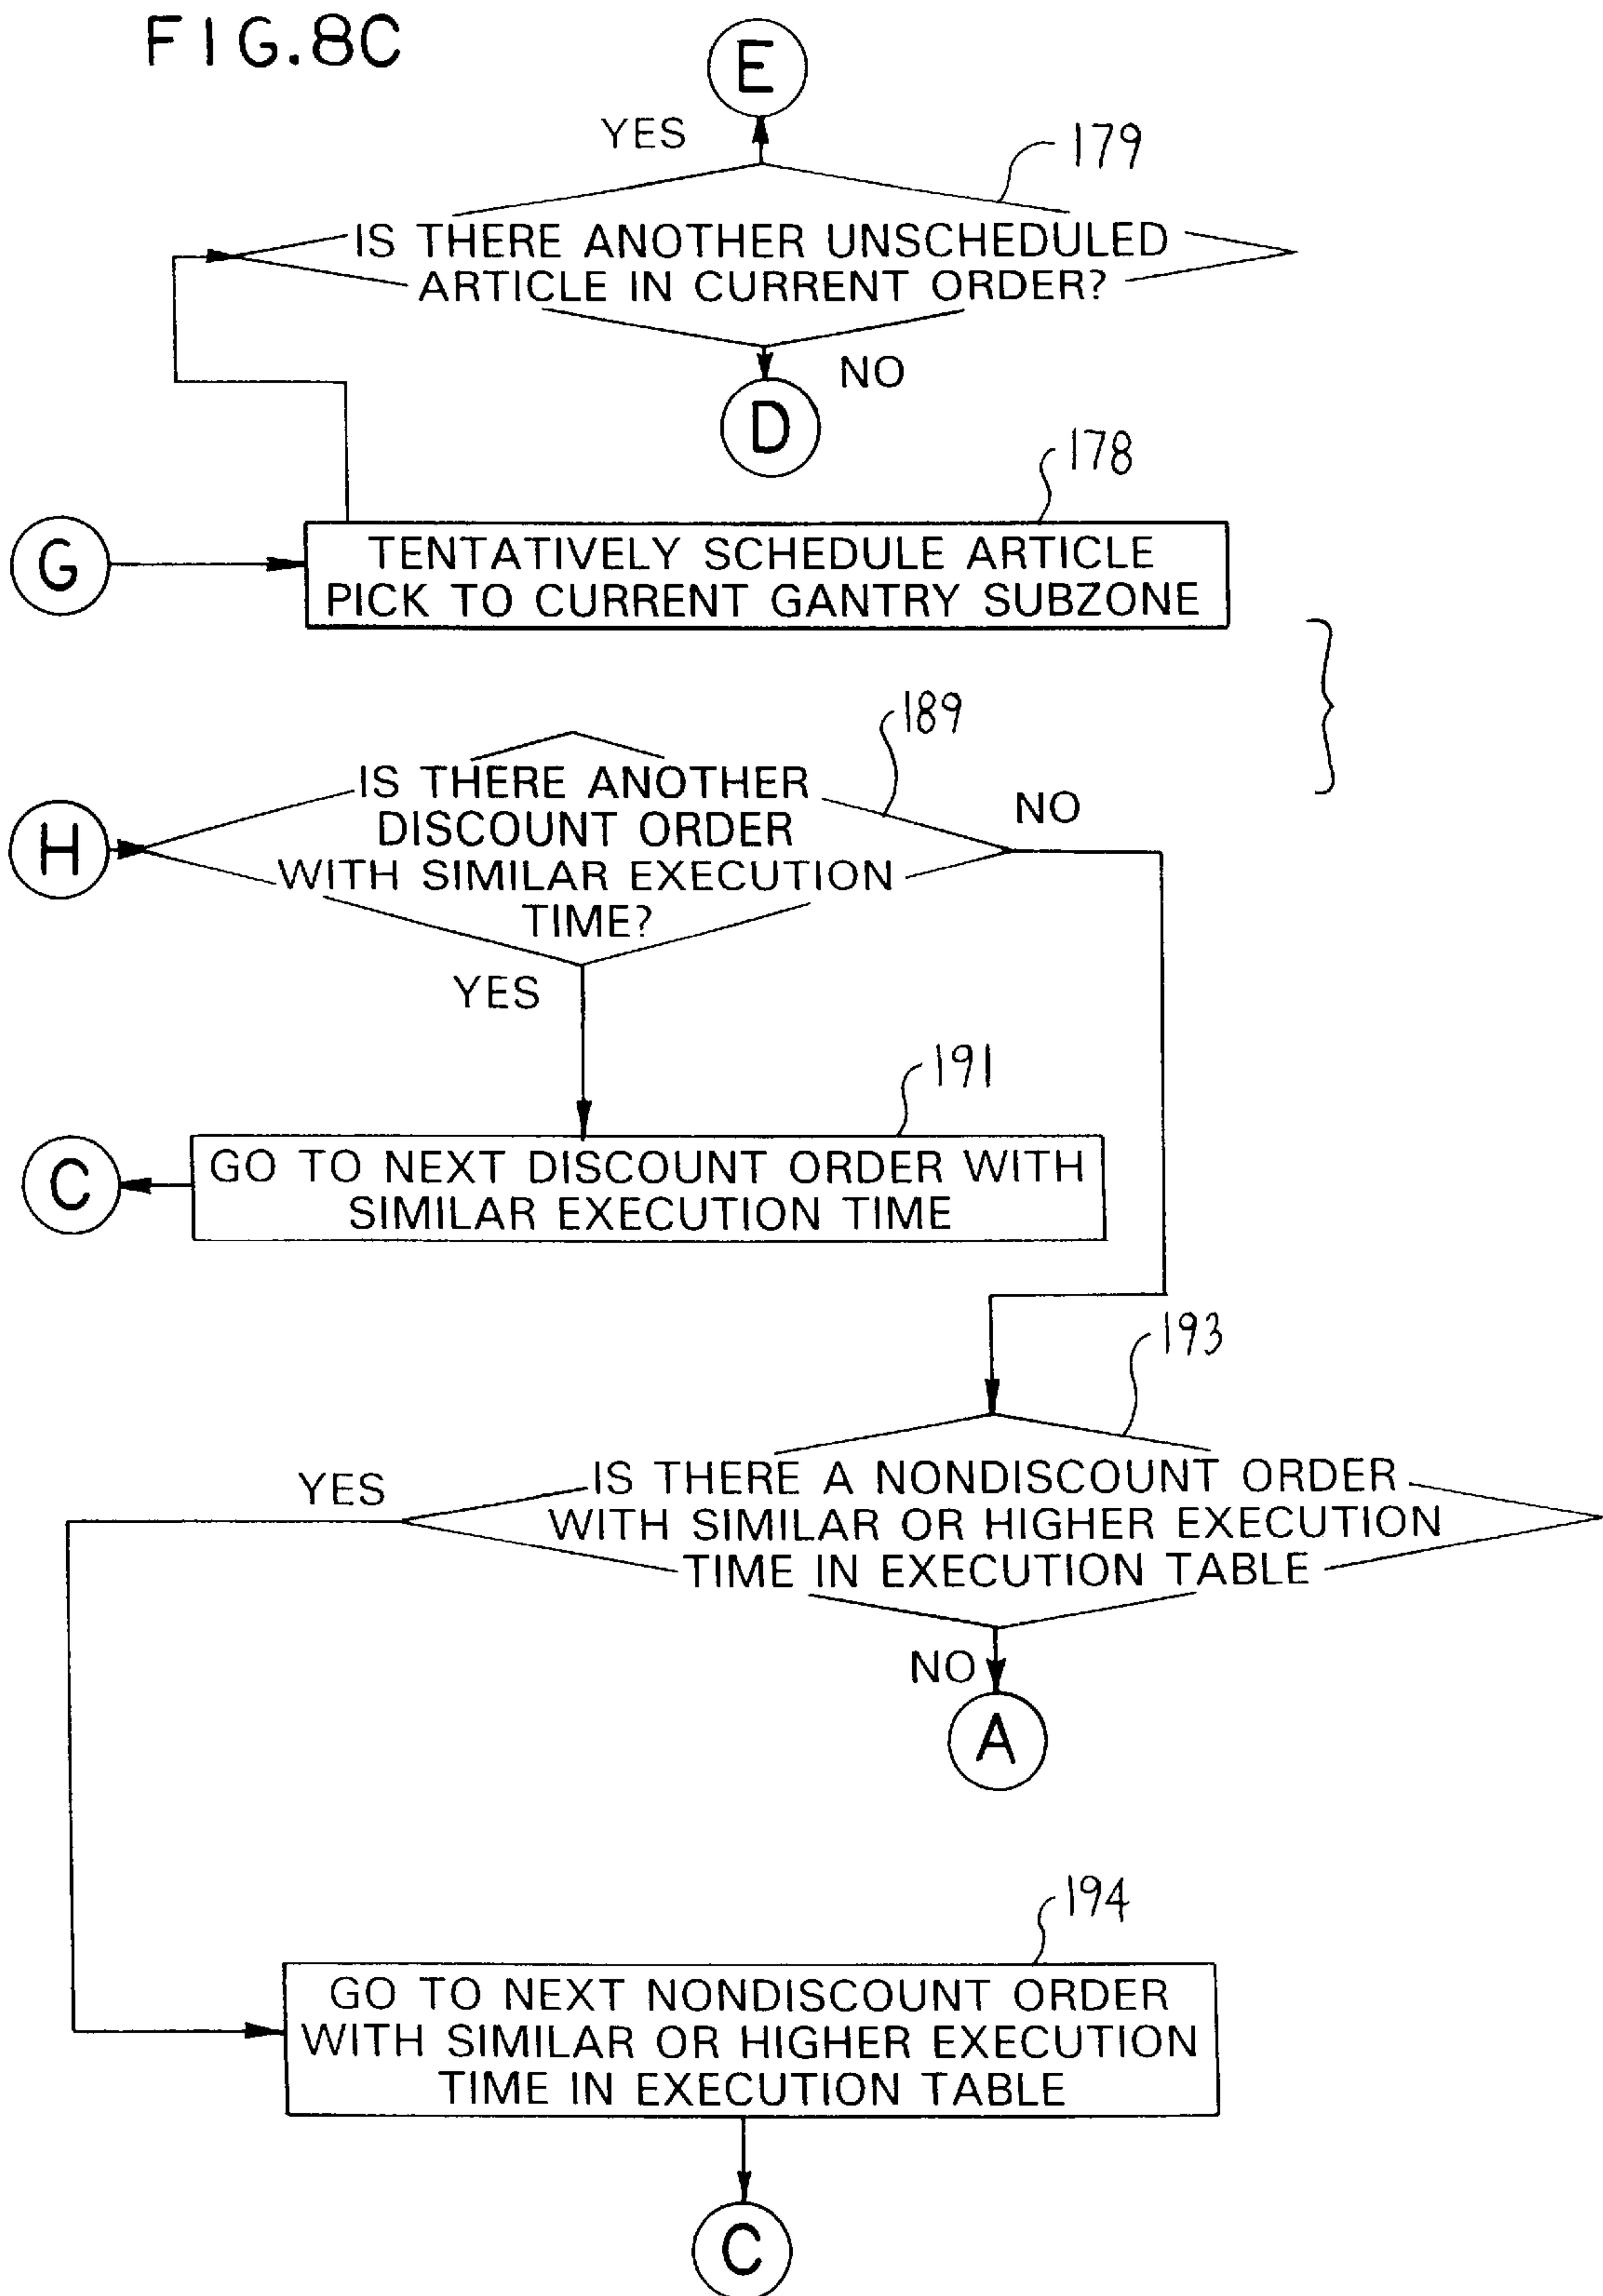 FIG.8C
E
YES
179
IS THERE ANOTHER UNSCHEDULED
ARTICLE IN CURRENT ORDER?
NO
D
178
G
TENTATIVELY SCHEDULE ARTICLE
PICK TO CURRENT GANTRY SUBZONE
189
IS THERE ANOTHER
DISCOUNT ORDER
WITH SIMILAR EXECUTION
TIME?
NO
H
YES
191
C
GO TO NEXT DISCOUNT ORDER WITH
SIMILAR EXECUTION TIME
193
YES
IS THERE A NONDISCOUNT ORDER
WITH SIMILAR OR HIGHER EXECUTION
TIME IN EXECUTION TABLE
NO
A
194
GO TO NEXT NONDISCOUNT ORDER
WITH SIMILAR OR HIGHER EXECUTION
TIME IN EXECUTION TABLE
C